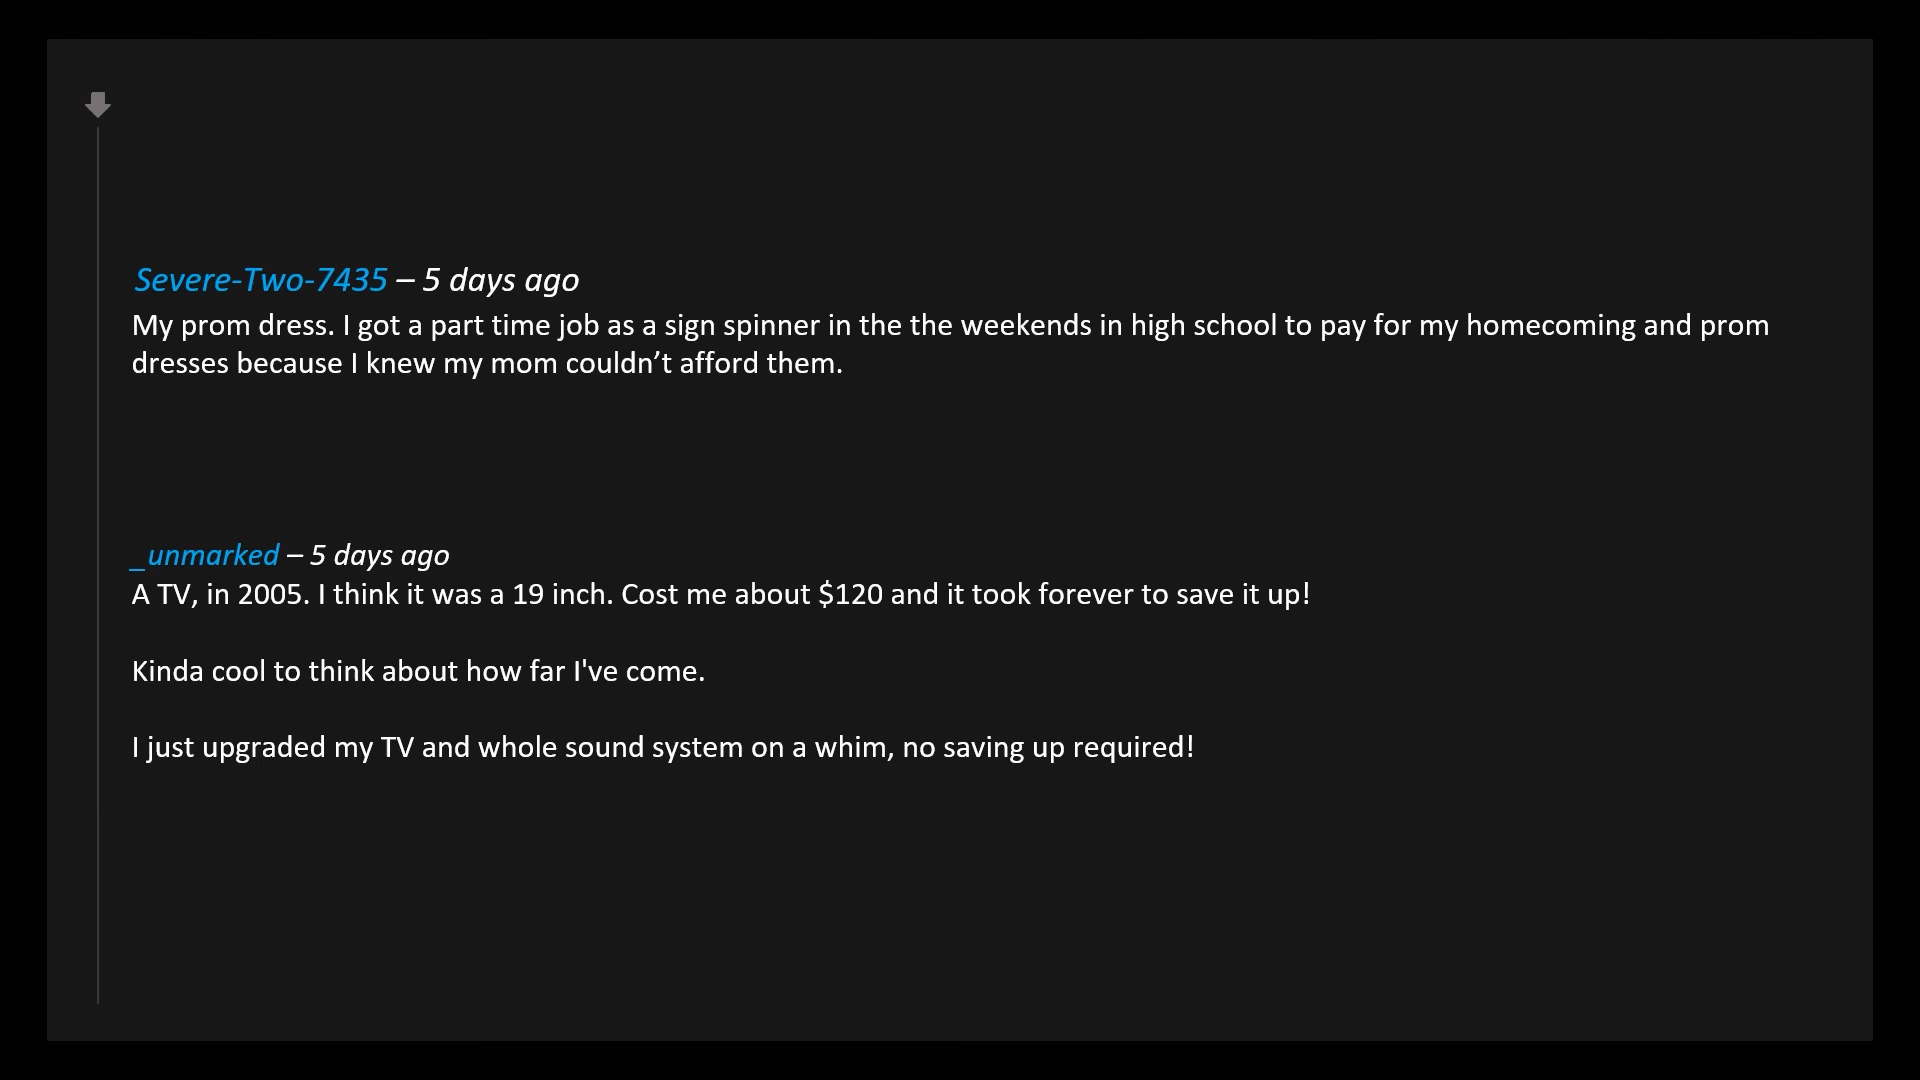 Severe-Two-7435 – 5 days ago
My prom dress. I got a part time job as a sign spinner in the the weekends in high school to pay for my homecoming and prom
dresses because I knew my mom couldn’t afford them.
_unmarked – 5 days ago
A TV, in 2005. I think it was a 19 inch. Cost me about $120 and it took forever to save it up!
Kinda cool to think about how far I've come.
I just upgraded my TV and whole sound system on a whim, no saving up required!